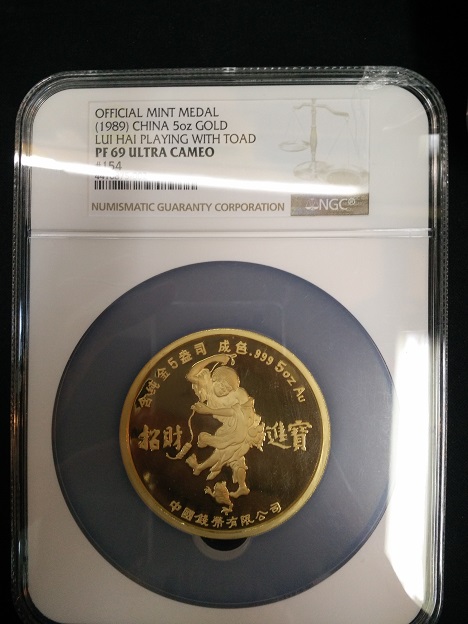 OFFICIAL MINT MEDAL
(1989) CHINA 5oz GOLD
LUI HAI PLAYING WITH TOAD
PF 69 ULTRA CAMEO
#154
NUMISMATIC GUARANTY CORPORATION
NGC
含純金5盎司 成色.999 5oz Au
招財 進寶
中國錢幣有限公司